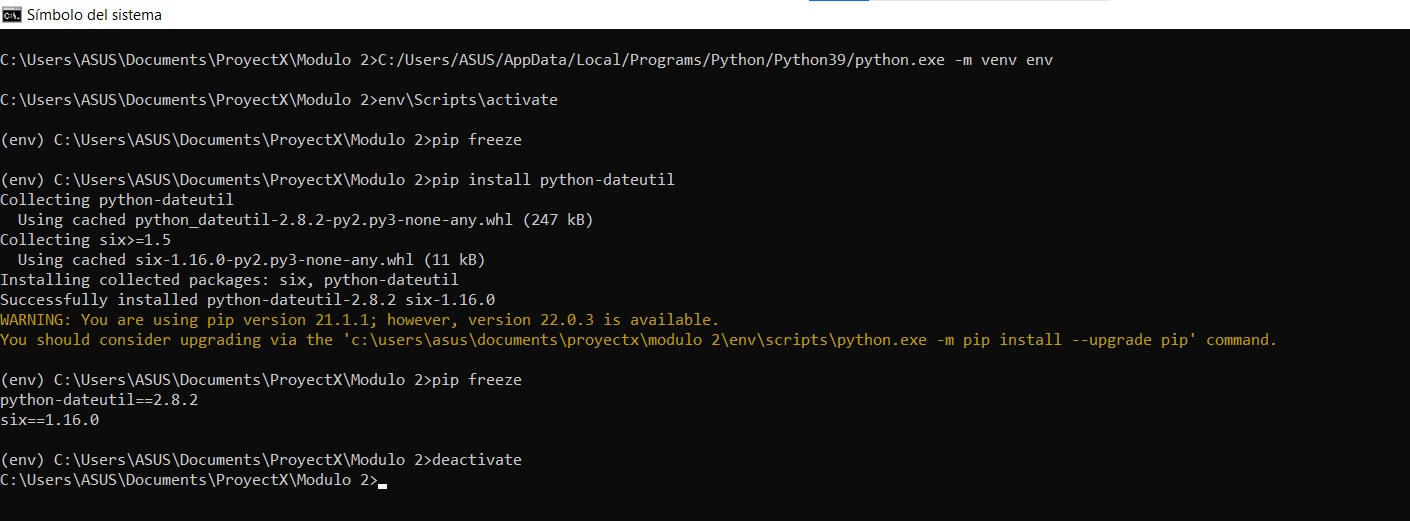 Símbolo del sistema
C:\Users\ASUS\Documents\ProyectX\Modulo 2>C:/Users/ASUS/AppData/Local/Programs/Python/Python39/python.exe -m venv env
C:\Users\ASUS\Documents\ProyectX\Modulo 2>env\Scripts\activate
(env) C:\Users\ASUS\Documents\ProyectX\Modulo 2>pip freeze
(env) C:\Users\ASUS\Documents\ProyectX\Modulo 2>pip install python-dateutil
Collecting python-dateutil
  Using cached python_dateutil-2.8.2-py2.py3-none-any.whl (247 kB)
Collecting six>=1.5
  Using cached six-1.16.0-py2.py3-none-any.whl (11 kB)
Installing collected packages: six, python-dateutil
Successfully installed python-dateutil-2.8.2 six-1.16.0
WARNING: You are using pip version 21.1.1; however, version 22.0.3 is available.
You should consider upgrading via the 'c:\users\asus\documents\proyectx\modulo 2\env\scripts\python.exe -m pip install --upgrade pip' command.
(env) C:\Users\ASUS\Documents\ProyectX\Modulo 2>pip freeze
python-dateutil==2.8.2
six==1.16.0
(env) C:\Users\ASUS\Documents\ProyectX\Modulo 2>deactivate
C:\Users\ASUS\Documents\ProyectX\Modulo 2>